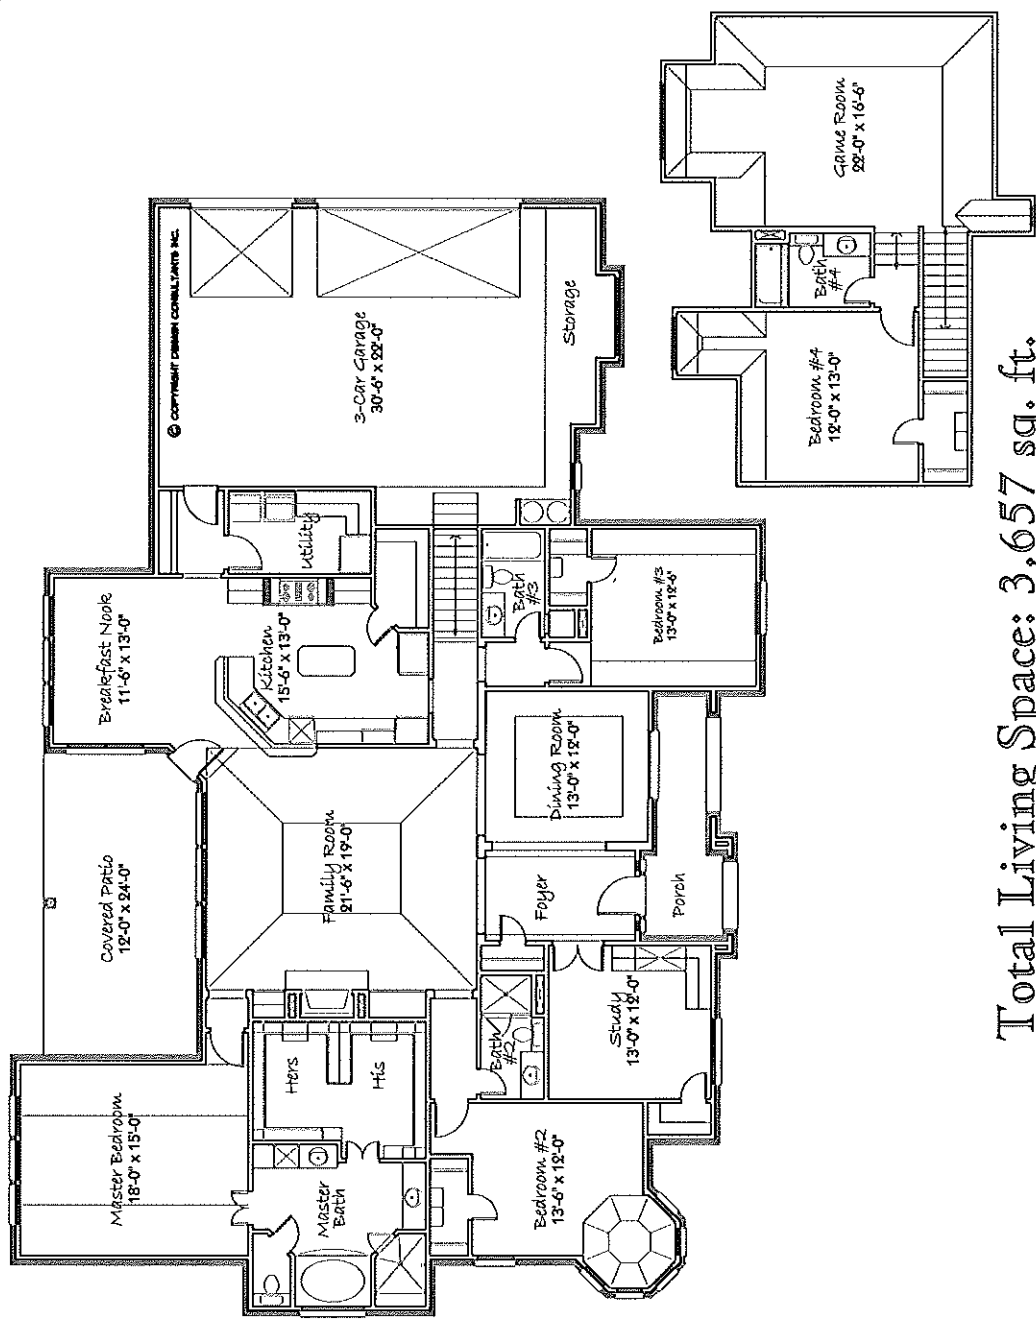 © COPYRIGHT DESIGN CONSULTANTS INC.
Master Bedroom
18'-0" x 15'-0"
Covered Patio
12'-0" x 24'-0"
Breakfast Nook
11'-6" x 13'-0"
Hers
His
Master
Bath
Family Room
21'-6" x 19'-0"
Kitchen
15'-6" x 13'-0"
Utility
3-Car Garage
30'-6" x 22'-0"
Storage
Bedroom #2
13'-6" x 12'-0"
Bath
#2
Study
13'-0" x 12'-0"
Foyer
Porch
Dining Room
13'-0" x 12'-0"
Bath
#3
Bedroom #3
13'-0" x 12'-6"
Bedroom #4
12'-0" x 13'-0"
Bath
#4
Game Room
22'-0" x 16'-6"
Total Living Space: 3,657 sq. ft.